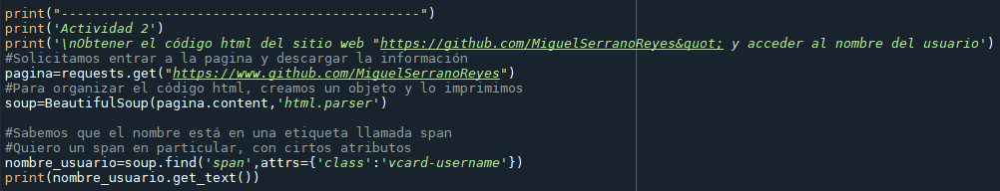 print("-------------------------------------------")
print('Actividad 2')
print('\nObtener el código html del sitio web "https://github.com/MiguelSerranoReyes&quot; y acceder al nombre del usuario')
#Solicitamos entrar a la pagina y descargar la información
pagina=requests.get("https://www.github.com/MiguelSerranoReyes")
#Para organizar el código html, creamos un objeto y lo imprimimos
soup=BeautifulSoup(pagina.content,'html.parser')
#Sabemos que el nombre está en una etiqueta llamada span
#Quiero un span en particular, con cirtos atributos
nombre_usuario=soup.find('span',attrs={'class':'vcard-username'})
print(nombre_usuario.get_text())